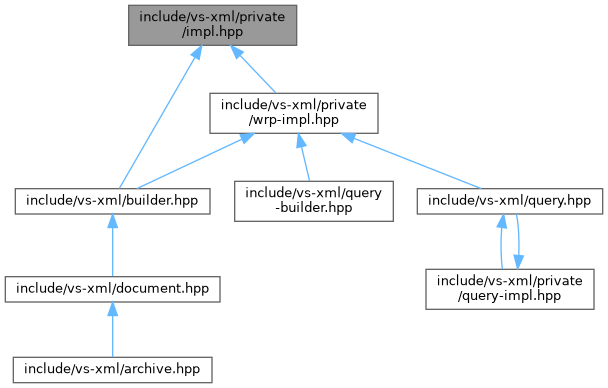 include/vs-xml/private
/impl.hpp
include/vs-xml/private
/wrp-impl.hpp
include/vs-xml/builder.hpp
include/vs-xml/query
-builder.hpp
include/vs-xml/query.hpp
include/vs-xml/document.hpp
include/vs-xml/private
/query-impl.hpp
include/vs-xml/archive.hpp